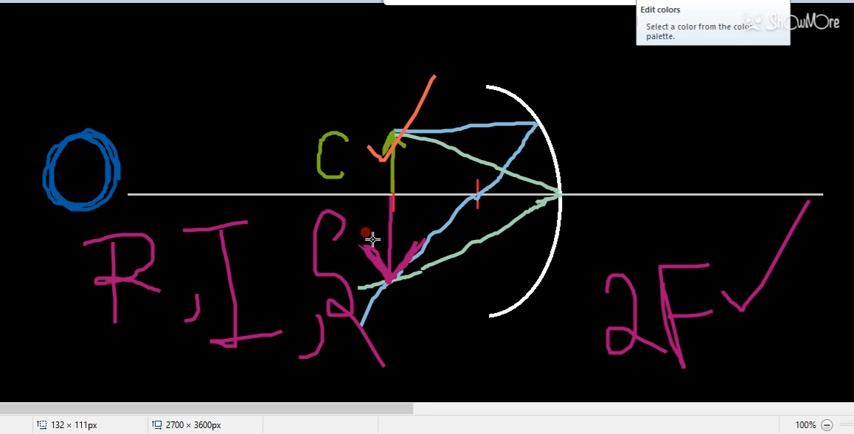 Edit colors
Select a color from the color
palette.
ShowMore
C
R, I, S
2F
132 × 111px
2700 × 3600px
100%